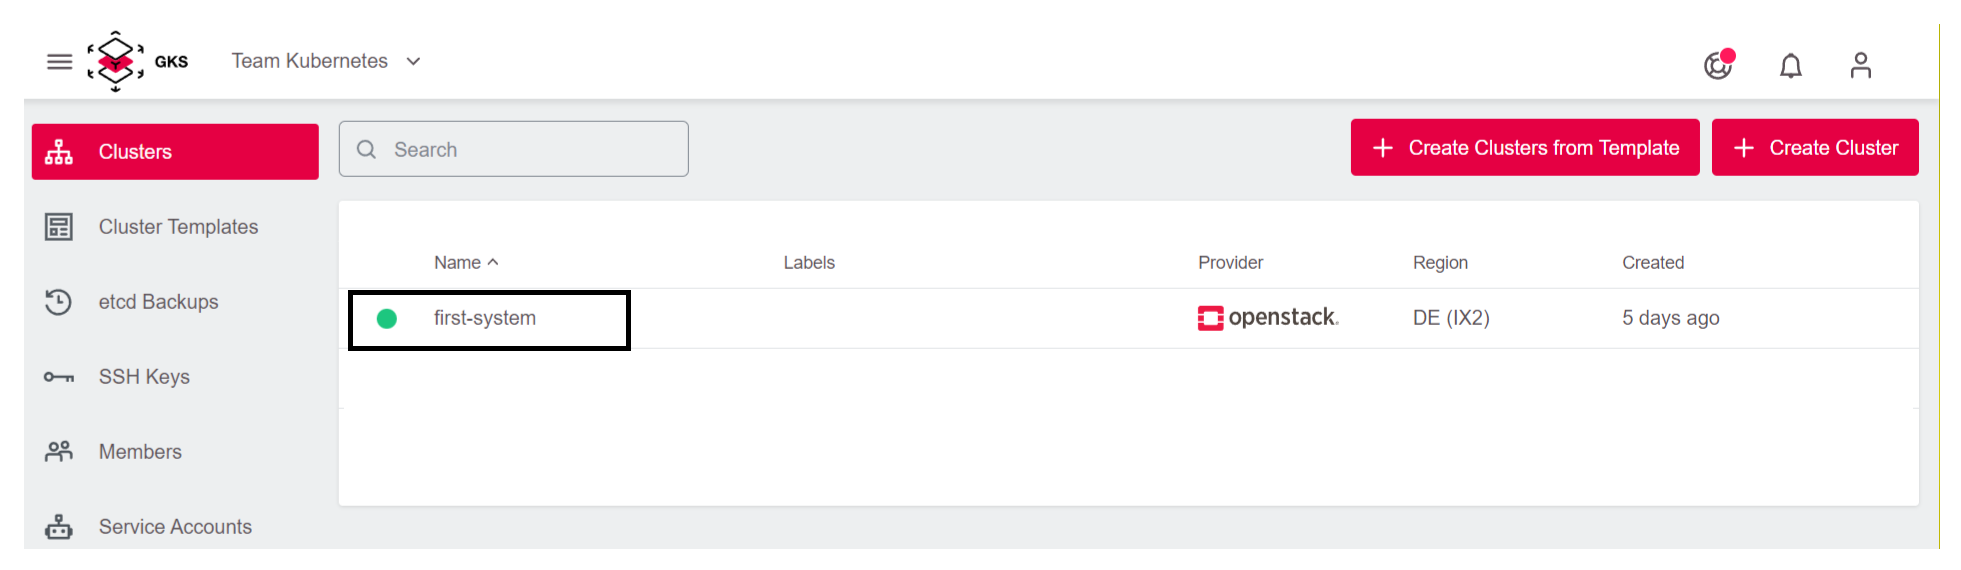 GKS
Team Kubernetes
Clusters
Search
+ Create Clusters from Template
+ Create Cluster
Cluster Templates
Name
Labels
Provider
Region
Created
etcd Backups
first-system
openstack.
DE (IX2)
5 days ago
SSH Keys
Members
Service Accounts